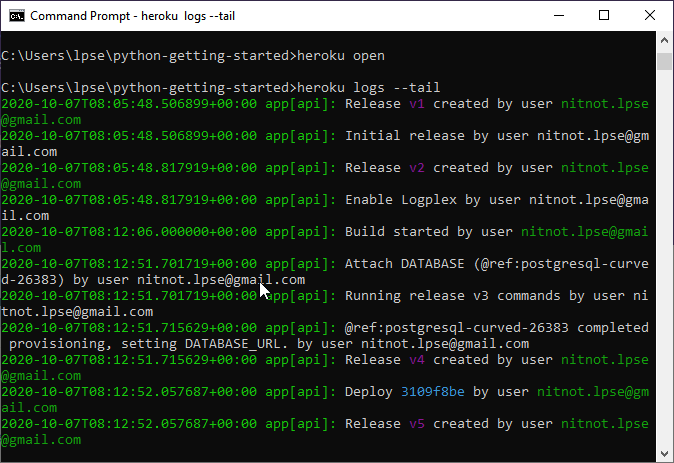 Command Prompt - heroku  logs --tail
C:\Users\lpse\python-getting-started>heroku open
C:\Users\lpse\python-getting-started>heroku logs --tail
2020-10-07T08:05:48.506899+00:00 app[api]: Release v1 created by user nitnot.lpse
@gmail.com
2020-10-07T08:05:48.506899+00:00 app[api]: Initial release by user nitnot.lpse@gm
ail.com
2020-10-07T08:05:48.817919+00:00 app[api]: Release v2 created by user nitnot.lpse
@gmail.com
2020-10-07T08:05:48.817919+00:00 app[api]: Enable Logplex by user nitnot.lpse@gma
il.com
2020-10-07T08:12:06.000000+00:00 app[api]: Build started by user nitnot.lpse@gmai
l.com
2020-10-07T08:12:51.701719+00:00 app[api]: Attach DATABASE (@ref:postgresql-curve
d-26383) by user nitnot.lpse@gmail.com
2020-10-07T08:12:51.701719+00:00 app[api]: Running release v3 commands by user ni
tnot.lpse@gmail.com
2020-10-07T08:12:51.715629+00:00 app[api]: @ref:postgresql-curved-26383 completed
 provisioning, setting DATABASE_URL. by user nitnot.lpse@gmail.com
2020-10-07T08:12:51.715629+00:00 app[api]: Release v4 created by user nitnot.lpse
@gmail.com
2020-10-07T08:12:52.057687+00:00 app[api]: Deploy 3109f8be by user nitnot.lpse@gm
ail.com
2020-10-07T08:12:52.057687+00:00 app[api]: Release v5 created by user nitnot.lpse
@gmail.com